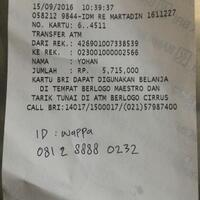 15/09/2016 10:39:37
058212 9844-IDM RE MARTADIN 1611227
NO. KARTU : 6..4511
TRANSFER ATM
DARI REK.: 426901007338539
KE REK. : 023001000002566
NAMA : YOHAN
JUMLAH : RP. 5,715,000
KARTU BRI DAPAT DIGUNAKAN BELANJA
DI TEMPAT BERLOGO MAESTRO DAN
TARIK TUNAI DI ATM BERLOGO CIRRUS
CALL BRI:14017/1500017/(021)57987400
ID : wappa
0812 8888 0232